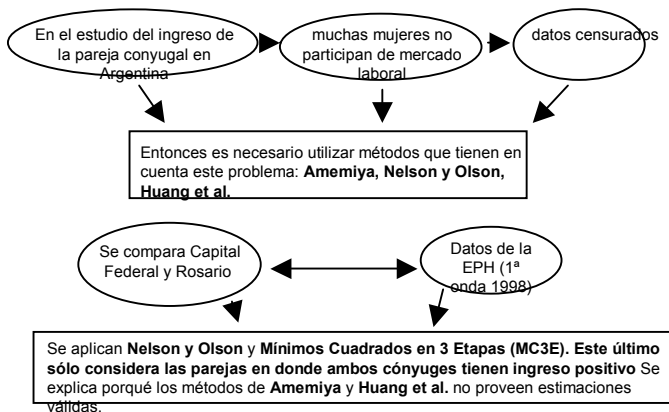 En el estudio del ingreso de
la pareja conyugal en
Argentina
muchas mujeres no
participan de mercado
laboral
datos censurados
Entonces es necesario utilizar métodos que tienen en
cuenta este problema: Amemiya, Nelson y Olson,
Huang et al.
Se compara Capital
Federal y Rosario
Datos de la
EPH (1ª
onda 1998)
Se aplican Nelson y Olson y Mínimos Cuadrados en 3 Etapas (MC3E). Este último
sólo considera las parejas en donde ambos cónyuges tienen ingreso positivo Se
explica porqué los métodos de Amemiya y Huang et al. no proveen estimaciones
válidas.